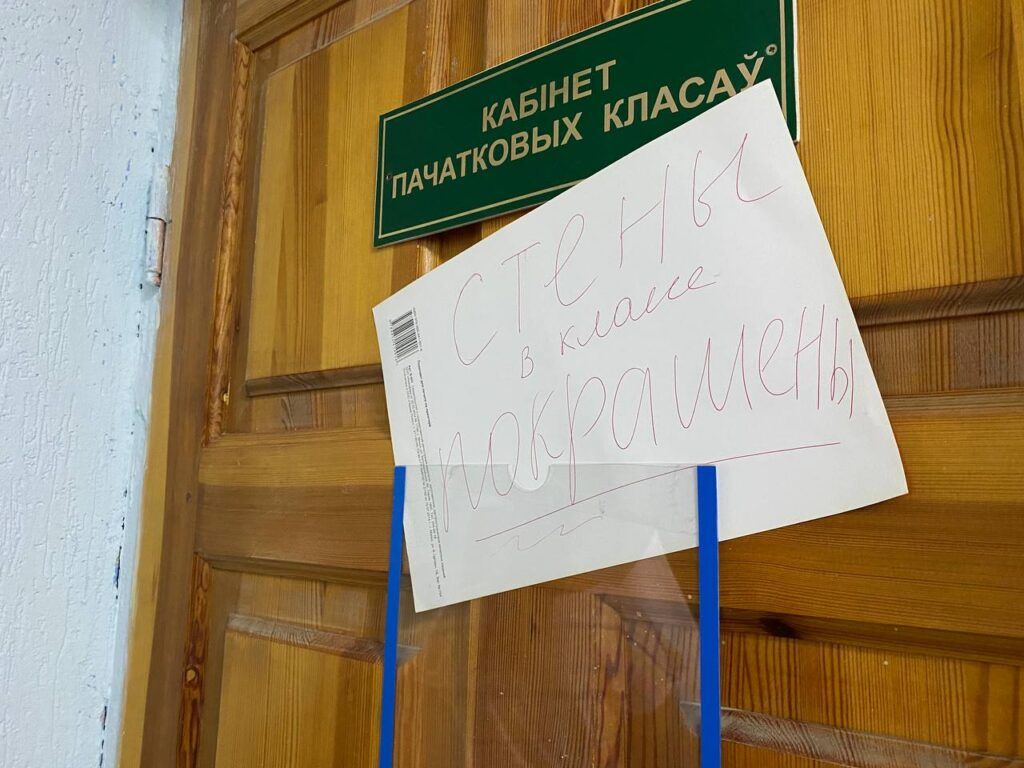 КАБІНЕТ
ПАЧАТКОВЫХ КЛАСАЎ
Стены
в классе
покрашены